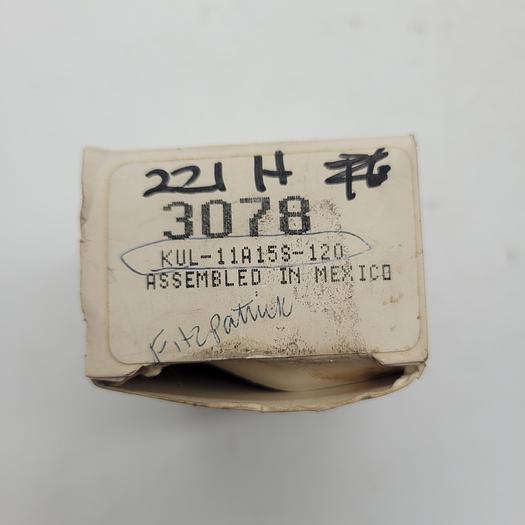 221 H
3078
KUL-11A15S-120
ASSEMBLED IN MEXICO
Fitzpatrick